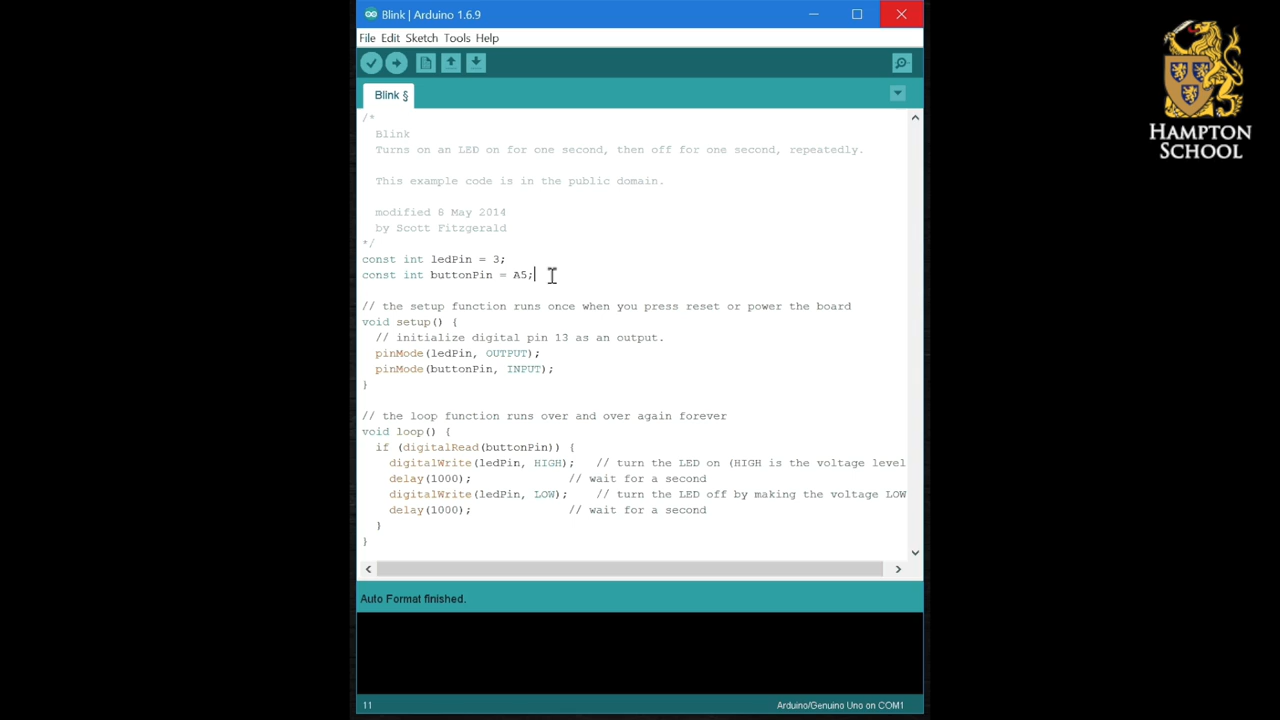 Blink | Arduino 1.6.9
File Edit Sketch Tools Help
Blink §
/*
Blink
Turns on an LED on for one second, then off for one second, repeatedly.
This example code is in the public domain.
modified 8 May 2014
by Scott Fitzgerald
*/
const int ledPin = 3;
const int buttonPin = A5;
// the setup function runs once when you press reset or power the board
void setup() {
// initialize digital pin 13 as an output.
pinMode(ledPin, OUTPUT);
pinMode(buttonPin, INPUT);
}
// the loop function runs over and over again forever
void loop() {
if (digitalRead(buttonPin)) {
digitalWrite(ledPin, HIGH);   // turn the LED on (HIGH is the voltage level
delay(1000);              // wait for a second
digitalWrite(ledPin, LOW);    // turn the LED off by making the voltage LOW
delay(1000);              // wait for a second
}
}
Auto Format finished.
11
Arduino/Genuino Uno on COM1
HAMPTON
SCHOOL